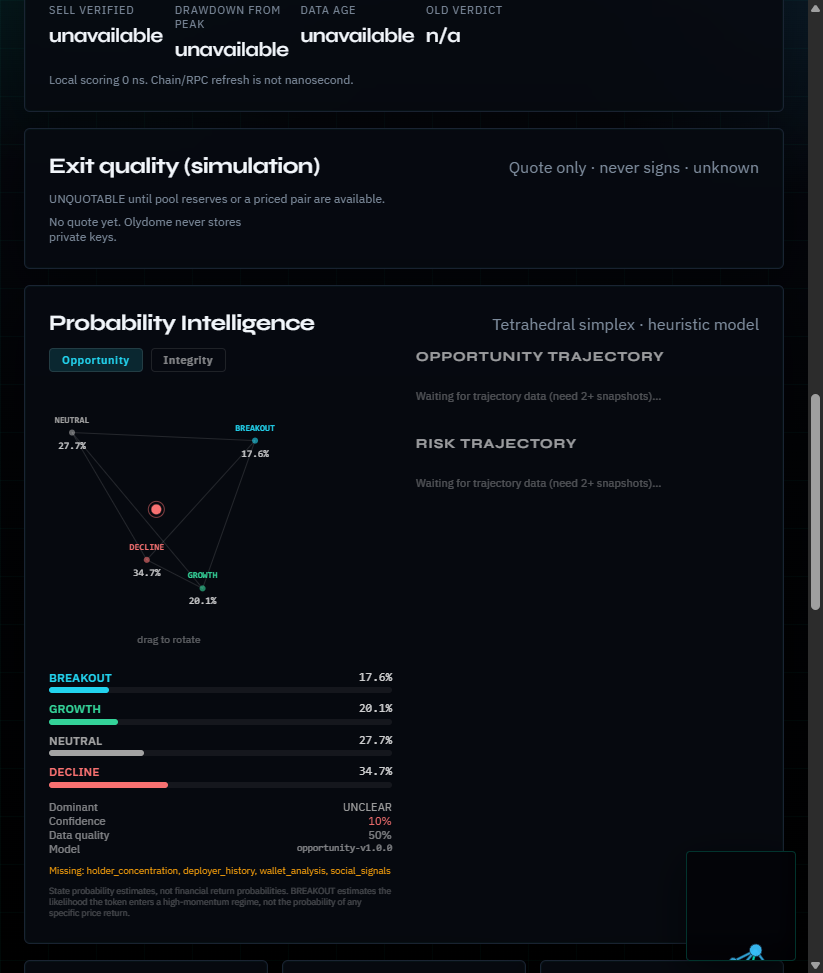 SELL VERIFIED
unavailable
DRAWDOWN FROM
PEAK
unavailable
DATA AGE
unavailable
OLD VERDICT
n/a
Local scoring 0 ns. Chain/RPC refresh is not nanosecond.
Exit quality (simulation)
Quote only · never signs · unknown
UNQUOTABLE until pool reserves or a priced pair are available.
No quote yet. Olydome never stores
private keys.
Probability Intelligence
Tetrahedral simplex · heuristic model
Opportunity
Integrity
NEUTRAL
27.7%
BREAKOUT
17.6%
DECLINE
34.7%
GROWTH
20.1%
drag to rotate
BREAKOUT 17.6%
GROWTH 20.1%
NEUTRAL 27.7%
DECLINE 34.7%
Dominant UNCLEAR
Confidence 10%
Data quality 50%
Model opportunity-v1.0.0
Missing: holder_concentration, deployer_history, wallet_analysis, social_signals
State probability estimates, not financial return probabilities. BREAKOUT estimates the
likelihood the token enters a high-momentum regime, not the probability of any
specific price return.
OPPORTUNITY TRAJECTORY
Waiting for trajectory data (need 2+ snapshots)...
RISK TRAJECTORY
Waiting for trajectory data (need 2+ snapshots)...